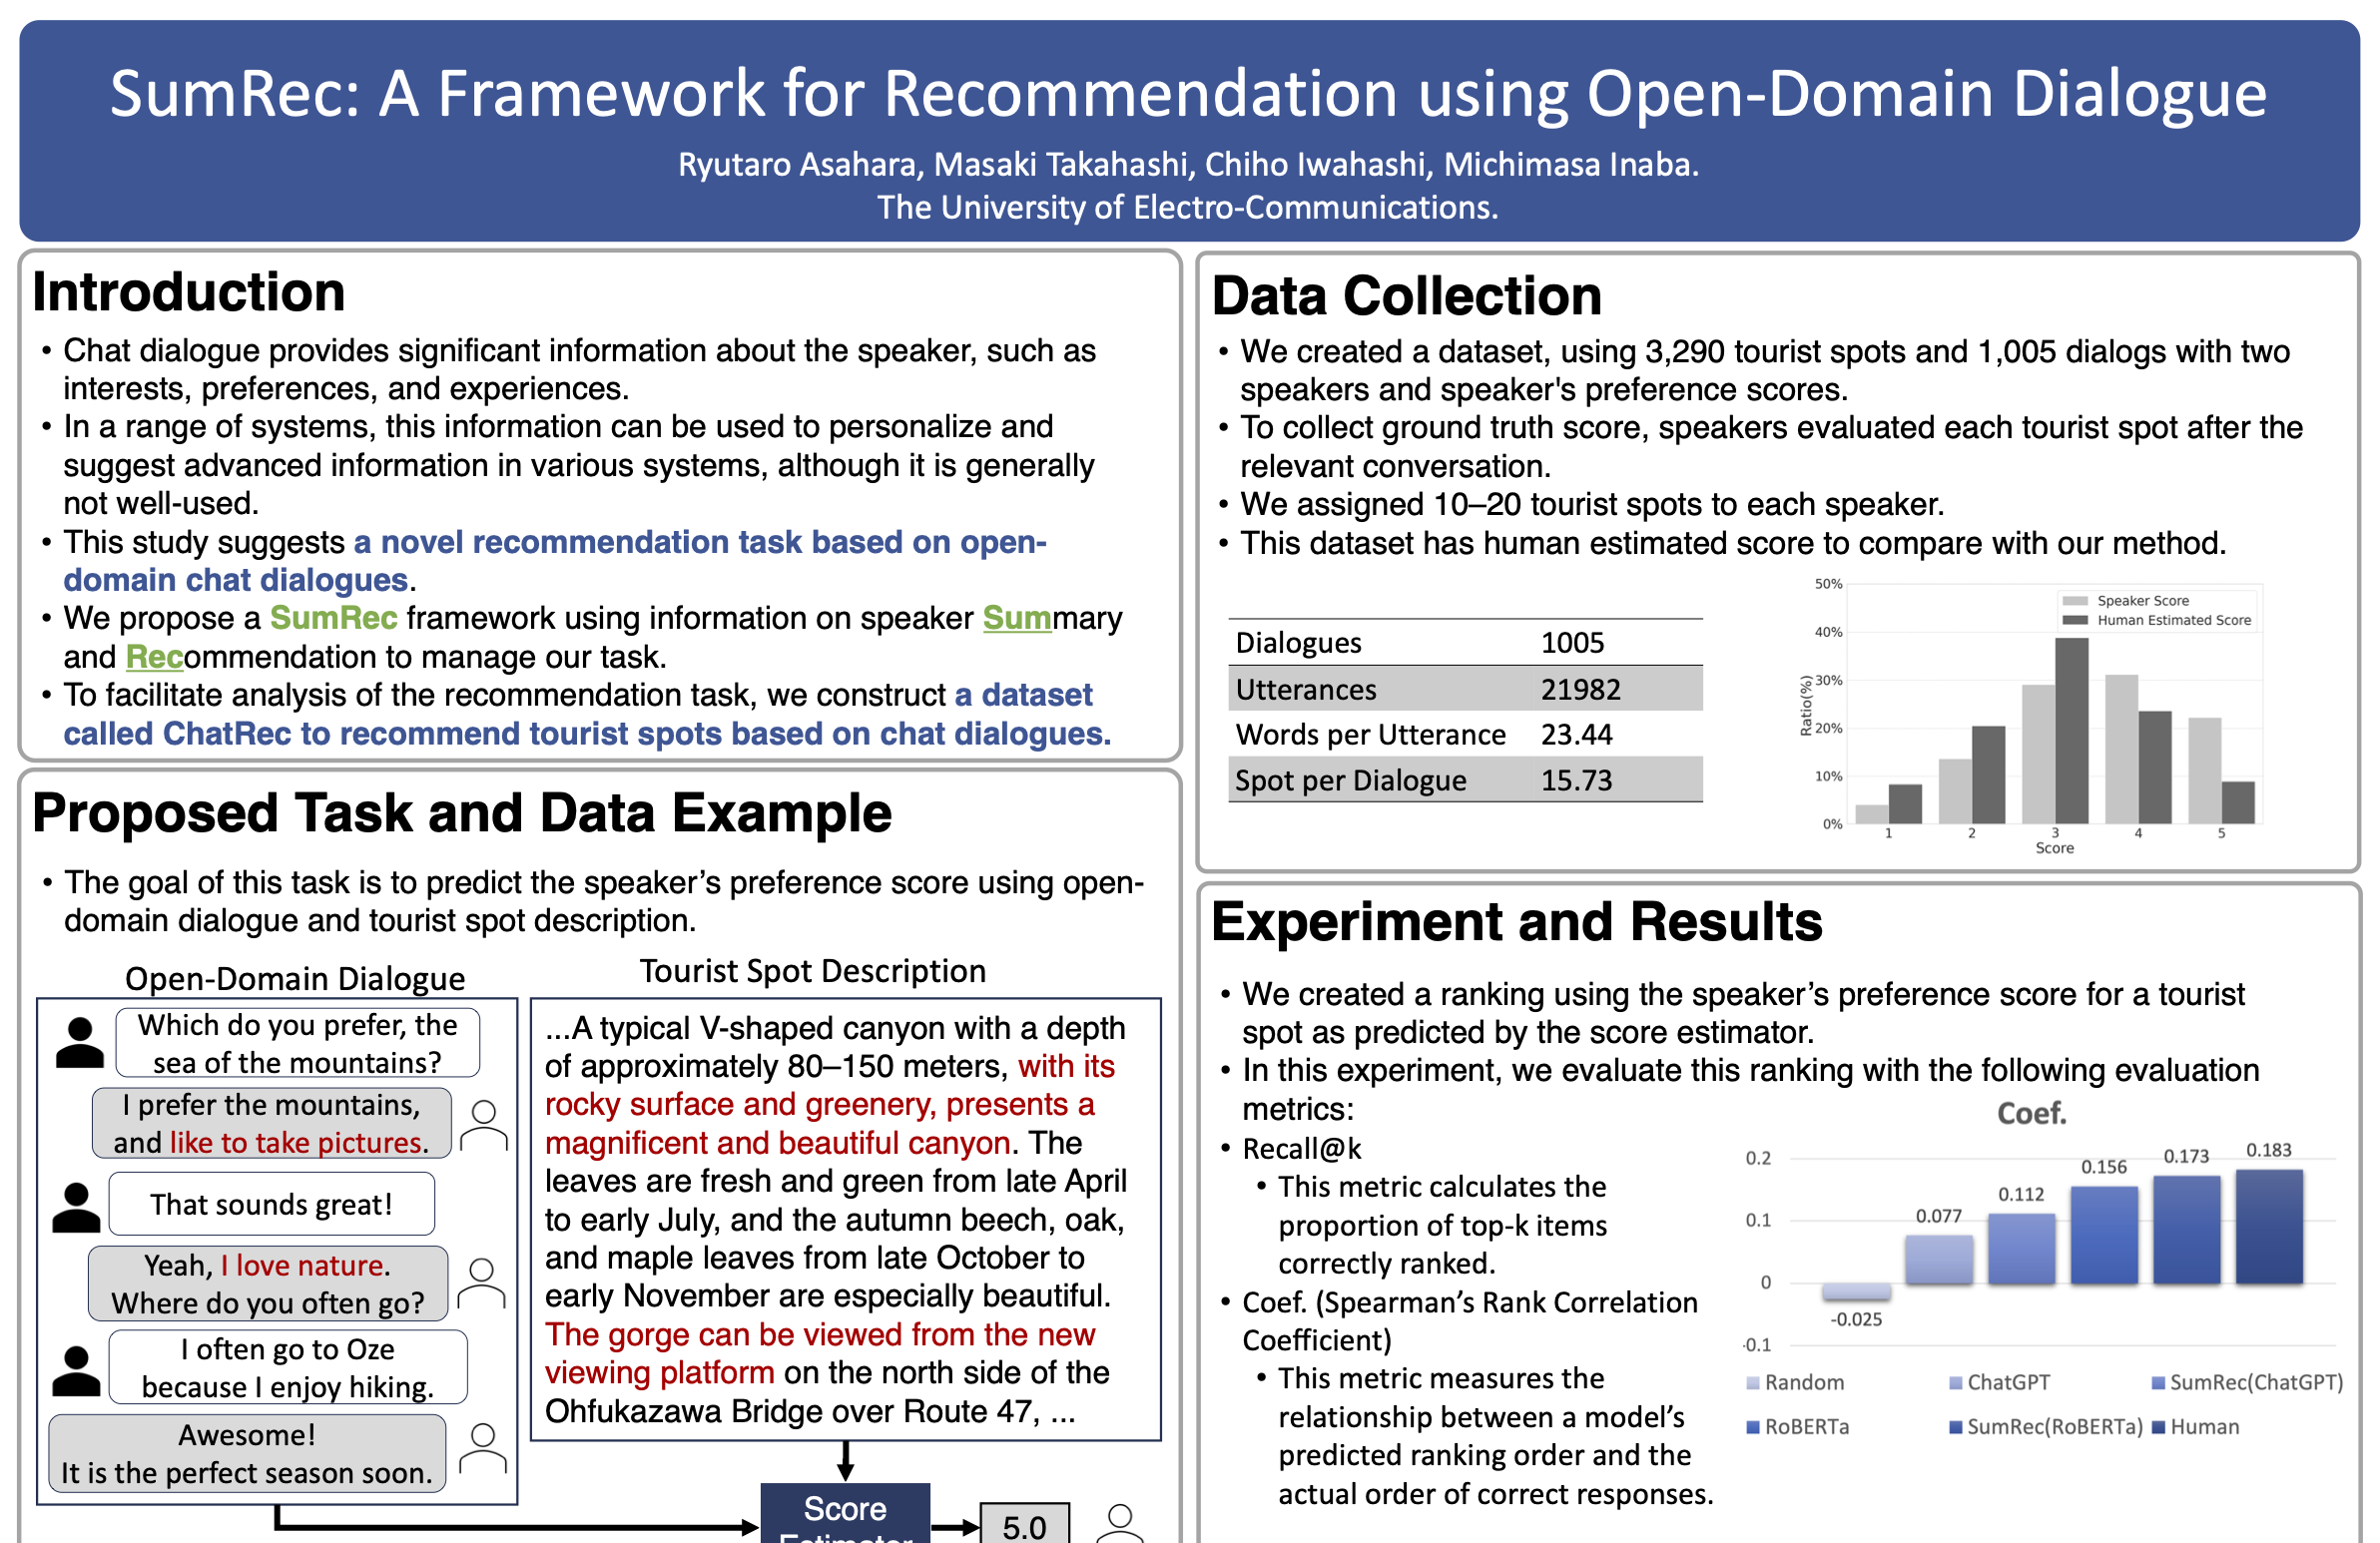 SumRec: A Framework for Recommendation using Open-Domain Dialogue
Ryutaro Asahara, Masaki Takahashi, Chiho Iwahashi, Michimasa Inaba.
The University of Electro-Communications.
Introduction
• Chat dialogue provides significant information about the speaker, such as
interests, preferences, and experiences.
• In a range of systems, this information can be used to personalize and
suggest advanced information in various systems, although it is generally
not well-used.
• This study suggests a novel recommendation task based on open-
domain chat dialogues.
• We propose a SumRec framework using information on speaker Summary
and Recommendation to manage our task.
• To facilitate analysis of the recommendation task, we construct a dataset
called ChatRec to recommend tourist spots based on chat dialogues.
Proposed Task and Data Example
• The goal of this task is to predict the speaker's preference score using open-
domain dialogue and tourist spot description.
Open-Domain Dialogue
Which do you prefer, the
sea of the mountains?
I prefer the mountains,
and like to take pictures.
That sounds great!
Yeah, I love nature.
Where do you often go?
I often go to Oze
because I enjoy hiking.
Awesome!
It is the perfect season soon.
Tourist Spot Description
...A typical V-shaped canyon with a depth
of approximately 80–150 meters, with its
rocky surface and greenery, presents a
magnificent and beautiful canyon. The
leaves are fresh and green from late April
to early July, and the autumn beech, oak,
and maple leaves from late October to
early November are especially beautiful.
The gorge can be viewed from the new
viewing platform on the north side of the
Ohfukazawa Bridge over Route 47, ...
Score
Estimator
5.0
Data Collection
• We created a dataset, using 3,290 tourist spots and 1,005 dialogs with two
speakers and speaker's preference scores.
• To collect ground truth score, speakers evaluated each tourist spot after the
relevant conversation.
• We assigned 10–20 tourist spots to each speaker.
• This dataset has human estimated score to compare with our method.
Dialogues 1005
Utterances 21982
Words per Utterance 23.44
Spot per Dialogue 15.73
50%
40%
30%
20%
10%
0%
Ratio(%)
Speaker Score
Human Estimated Score
1 2 3 4 5
Score
Experiment and Results
• We created a ranking using the speaker's preference score for a tourist
spot as predicted by the score estimator.
• In this experiment, we evaluate this ranking with the following evaluation
metrics:
• Recall@k
• This metric calculates the
proportion of top-k items
correctly ranked.
• Coef. (Spearman's Rank Correlation
Coefficient)
• This metric measures the
relationship between a model's
predicted ranking order and the
actual order of correct responses.
Coef.
0.2
0.1
0
-0.1
-0.025
0.077
0.112
0.156
0.173
0.183
Random ChatGPT SumRec(ChatGPT)
RoBERTa SumRec(RoBERTa) Human